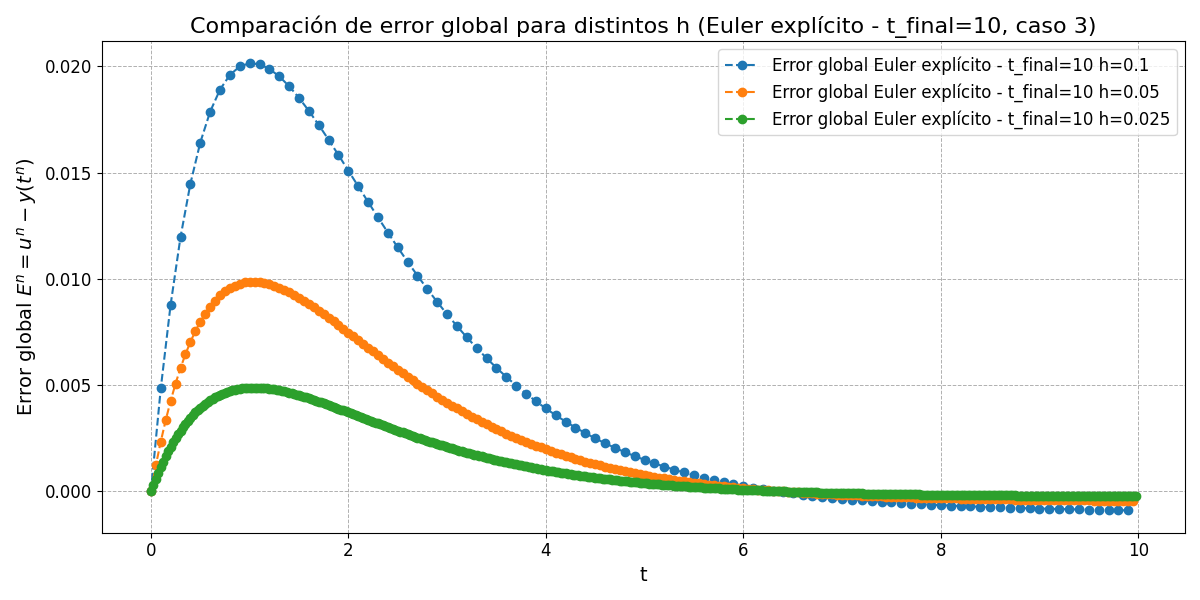 Comparación de error global para distintos h (Euler explícito - t_final=10, caso 3)
Error global Euler explícito - t_final=10 h=0.1
Error global Euler explícito - t_final=10 h=0.05
Error global Euler explícito - t_final=10 h=0.025
Error global $E^n = u^n - y(t^n)$
0.020
0.015
0.010
0.005
0.000
0 2 4 6 8 10
t